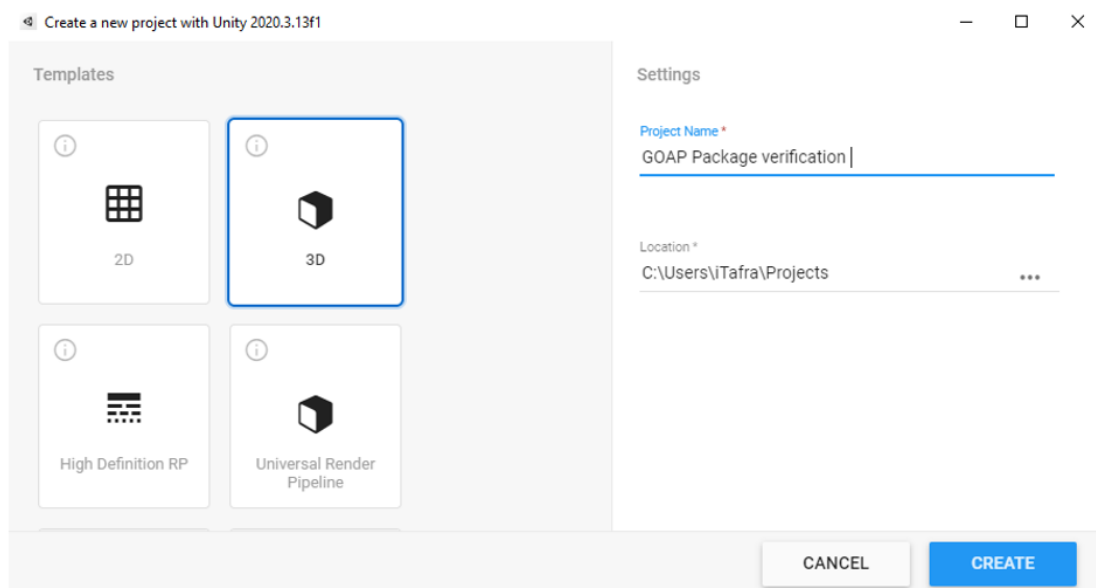 Create a new project with Unity 2020.3.13f1
Templates
2D
3D
High Definition RP
Universal Render
Pipeline
Settings
Project Name *
GOAP Package verification
Location *
C:\Users\iTafra\Projects
...
CANCEL
CREATE